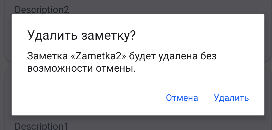 Description2
Удалить заметку?
Заметка «Zametka2» будет удалена без
возможности отмены.
Отмена Удалить
Description1